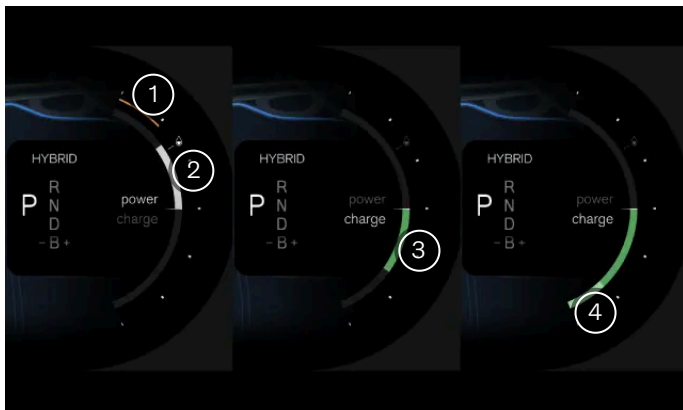 1
HYBRID
2
R
P N
D
- B +
power
charge
HYBRID
R
P N
D
- B +
power
charge
3
HYBRID
R
P N
D
- B +
power
charge
4